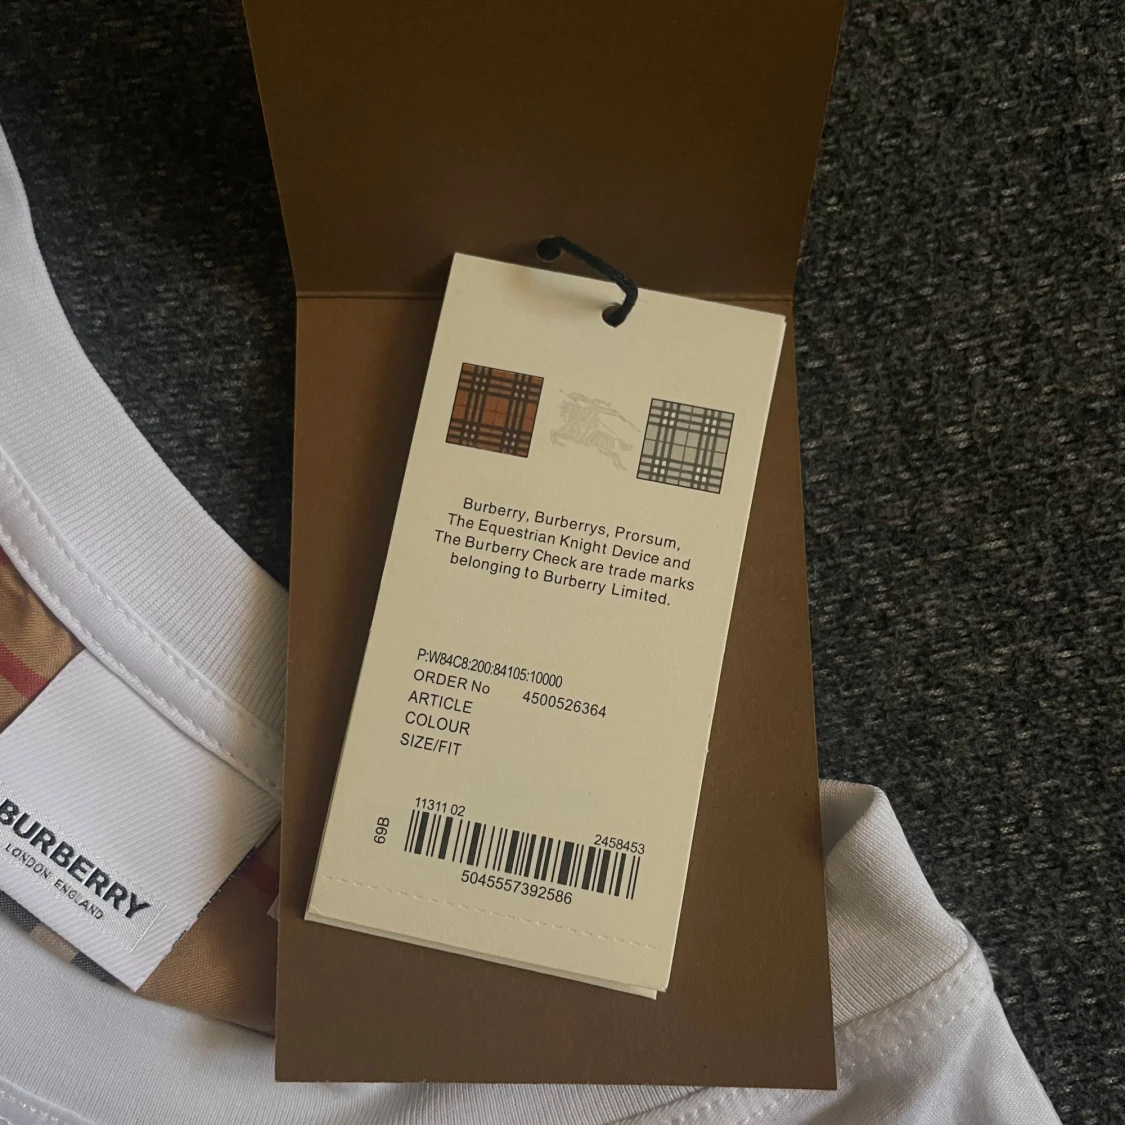 Burberry, Burberrys, Prorsum,
The Equestrian Knight Device and
The Burberry Check are trade marks
belonging to Burberry Limited.
P:W84C8:200:84105:10000
ORDER No 4500526364
ARTICLE
COLOUR
SIZE/FIT
69B
11311 02
2458453
5045557392586
BURBERRY
LONDON ENGLAND